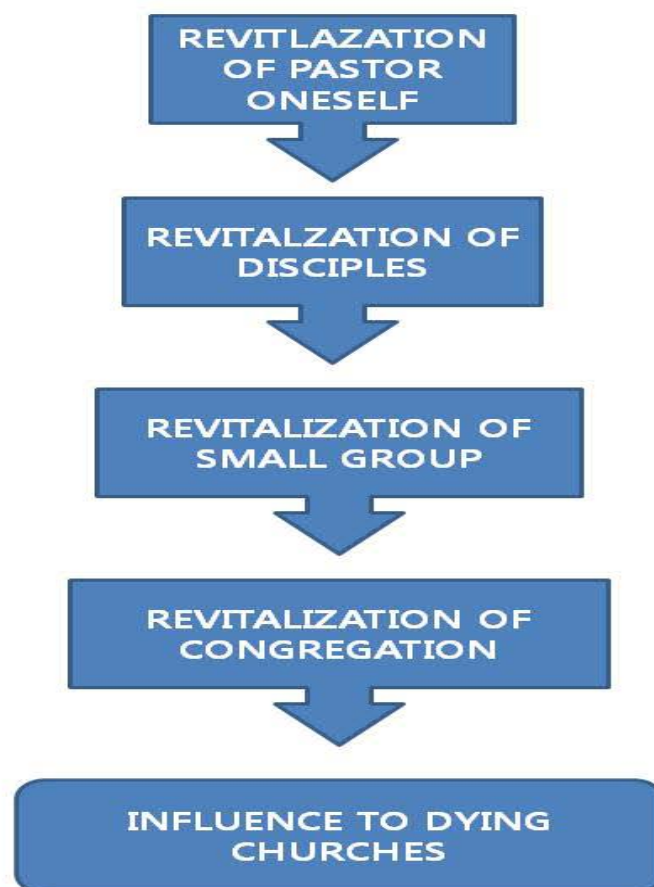 REVITLAZATION
OF PASTOR
ONESELF
REVITALZATION OF
DISCIPLES
REVITALIZATION OF
SMALL GROUP
REVITALIZATION OF
CONGREGATION
INFLUENCE TO DYING
CHURCHES